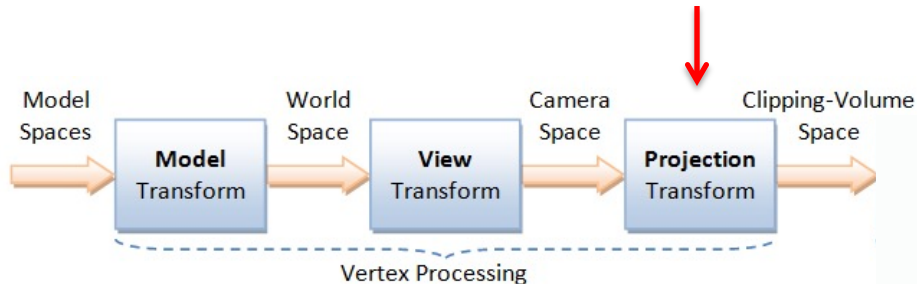 Model
Spaces
Model
Transform
World
Space
View
Transform
Camera
Space
Projection
Transform
Clipping-Volume
Space
Vertex Processing